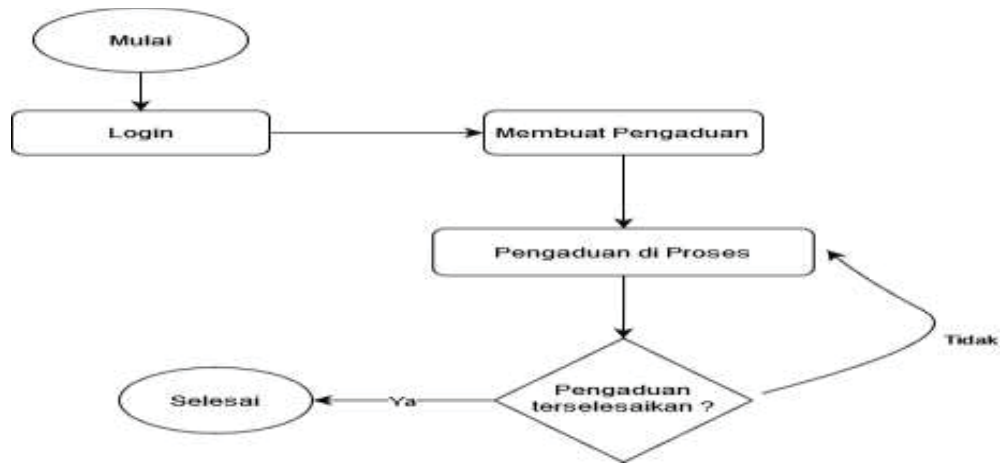 Mulai
Login
Membuat Pengaduan
Pengaduan di Proses
Tidak
Pengaduan
terselesaikan ?
Ya
Selesai